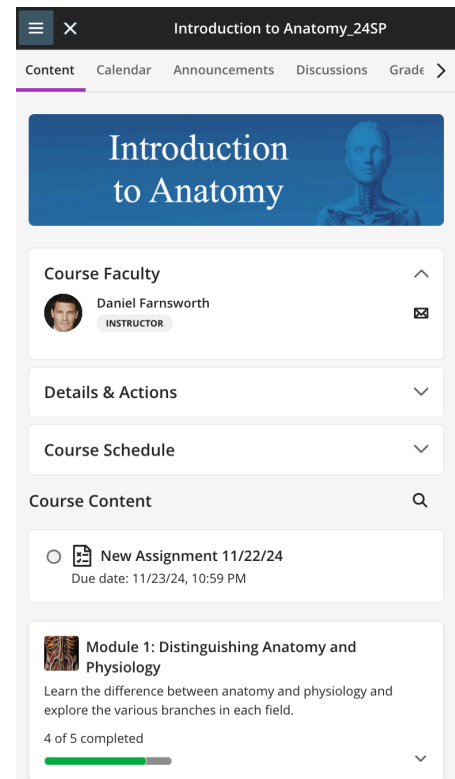 Introduction to Anatomy_24SP
Content Calendar Announcements Discussions Grade
Introduction
to Anatomy
Course Faculty
Daniel Farnsworth
INSTRUCTOR
Details & Actions
Course Schedule
Course Content
New Assignment 11/22/24
Due date: 11/23/24, 10:59 PM
Module 1: Distinguishing Anatomy and
Physiology
Learn the difference between anatomy and physiology and
explore the various branches in each field.
4 of 5 completed